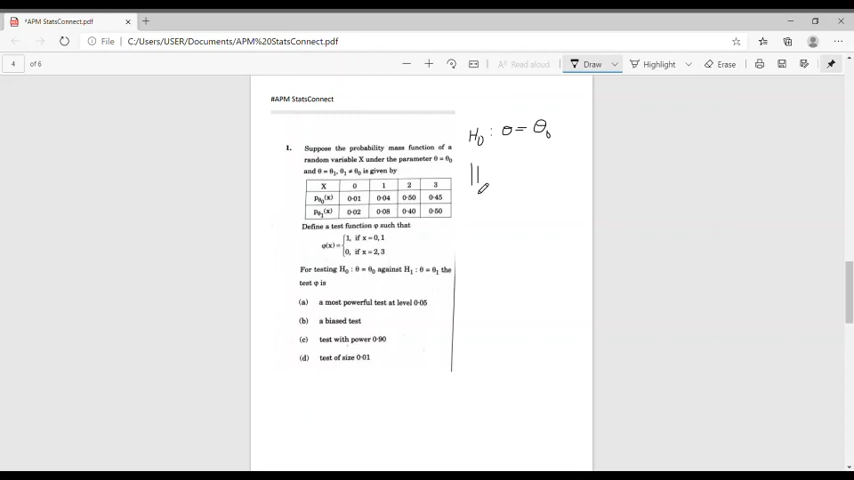 *APM StatsConnect.pdf
File
C:/Users/USER/Documents/APM%20StatsConnect.pdf
4 of 6
Read aloud
Draw
Highlight
Erase
#APM StatsConnect
H₀ : θ = θ₀
1. Suppose the probability mass function of a
random variable X under the parameter θ = θ₀
and θ = θ₁, θ₁ ≠ θ₀ is given by
X 0 1 2 3
pθ₀(x) 0·01 0·04 0·50 0·45
pθ₁(x) 0·02 0·08 0·40 0·50
Define a test function φ such that
φ(x) = {1, if x = 0, 1
0, if x = 2, 3
For testing H₀ : θ = θ₀ against H₁ : θ = θ₁ the
test φ is
(a) a most powerful test at level 0·05
(b) a biased test
(c) test with power 0·90
(d) test of size 0·01